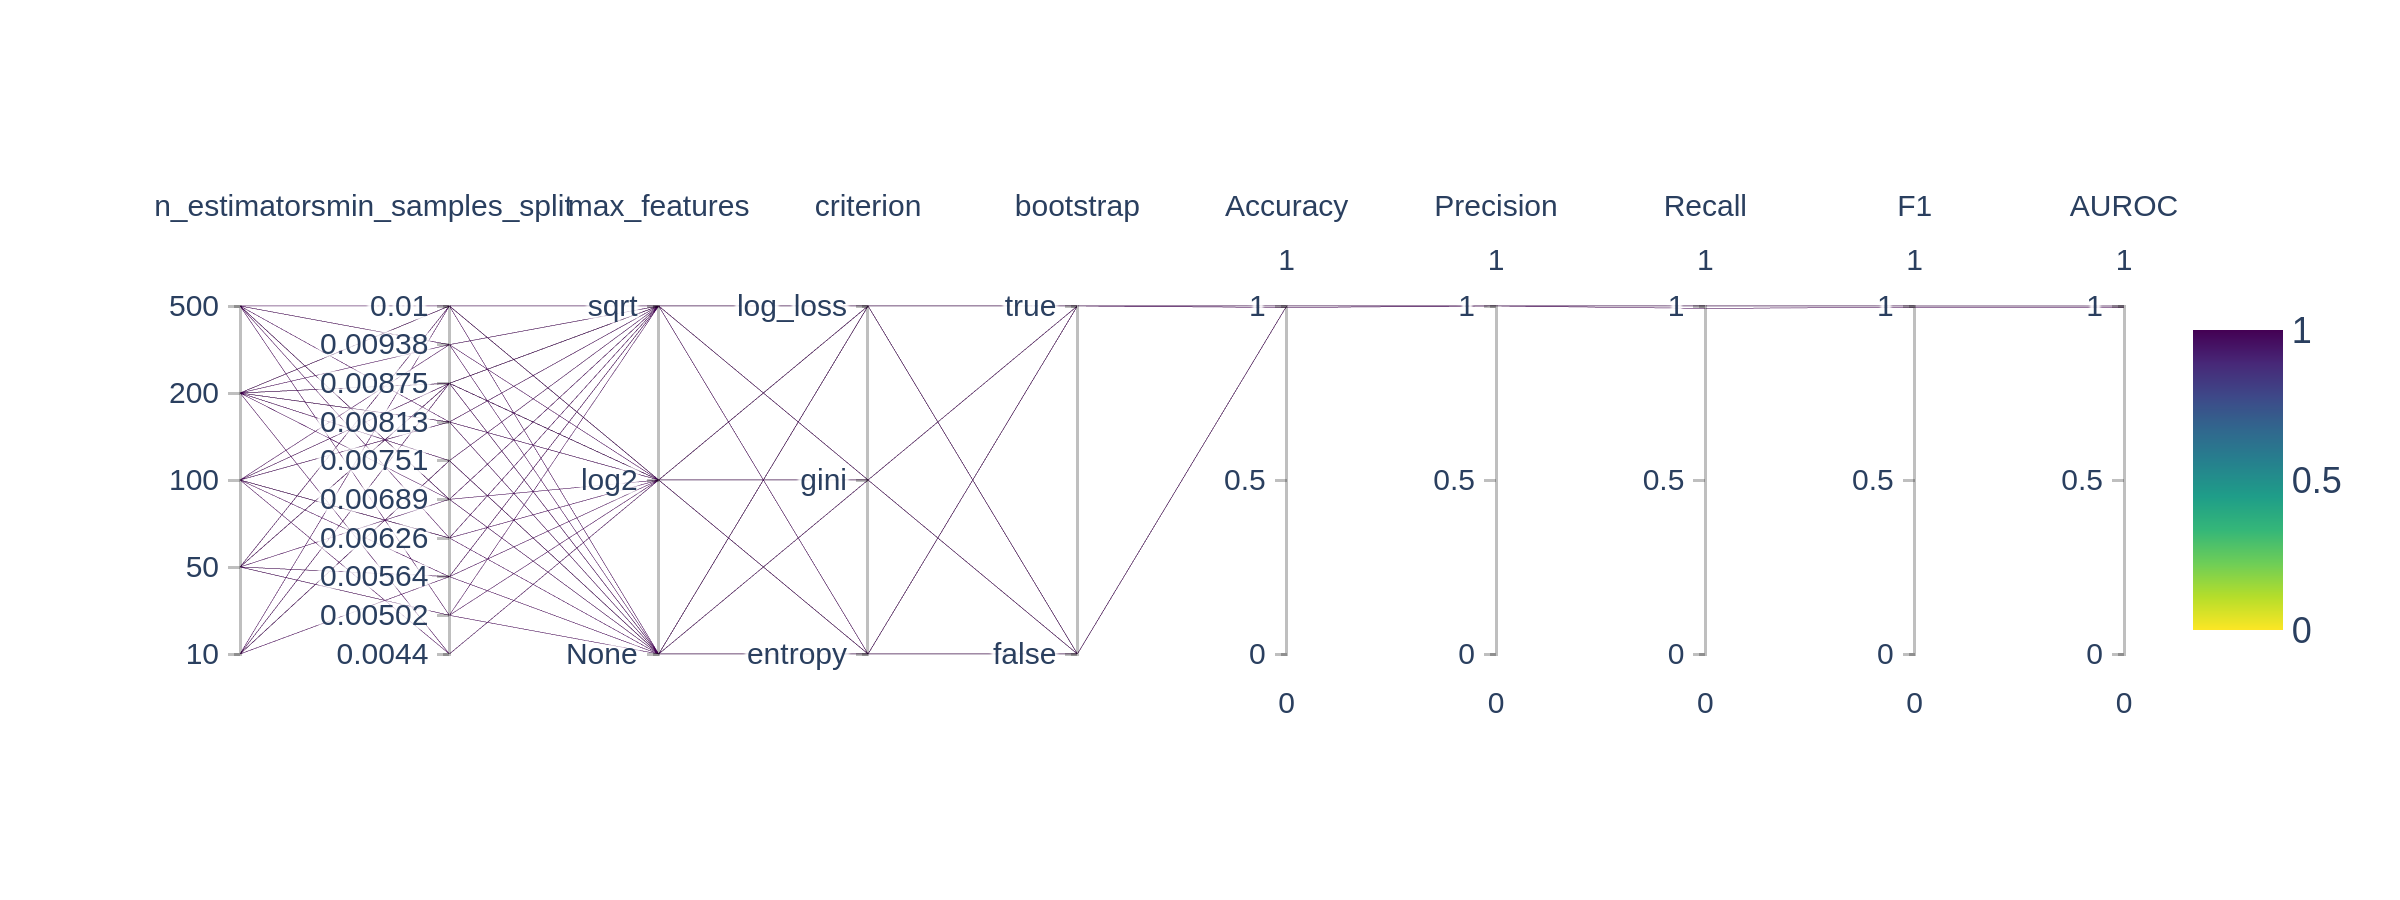 n_estimators min_samples_split max_features criterion bootstrap Accuracy Precision Recall F1 AUROC
1 1 1 1 1
500 0.01 sqrt log_loss true 1 1 1 1 1
1
0.00938
0.00875
200
0.00813
0.00751
100 log2 gini 0.5 0.5 0.5 0.5 0.5 0.5
0.00689
0.00626
50
0.00564
0.00502
0
10 0.0044 None entropy false 0 0 0 0 0
0 0 0 0 0